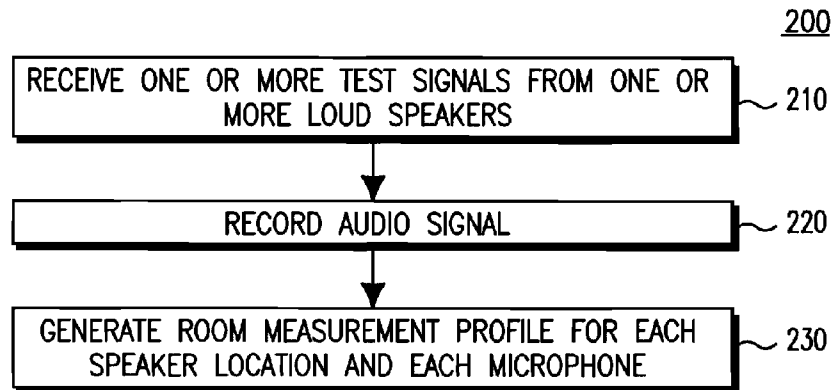 200
RECEIVE ONE OR MORE TEST SIGNALS FROM ONE OR
MORE LOUD SPEAKERS
210
RECORD AUDIO SIGNAL
220
GENERATE ROOM MEASUREMENT PROFILE FOR EACH
SPEAKER LOCATION AND EACH MICROPHONE
230